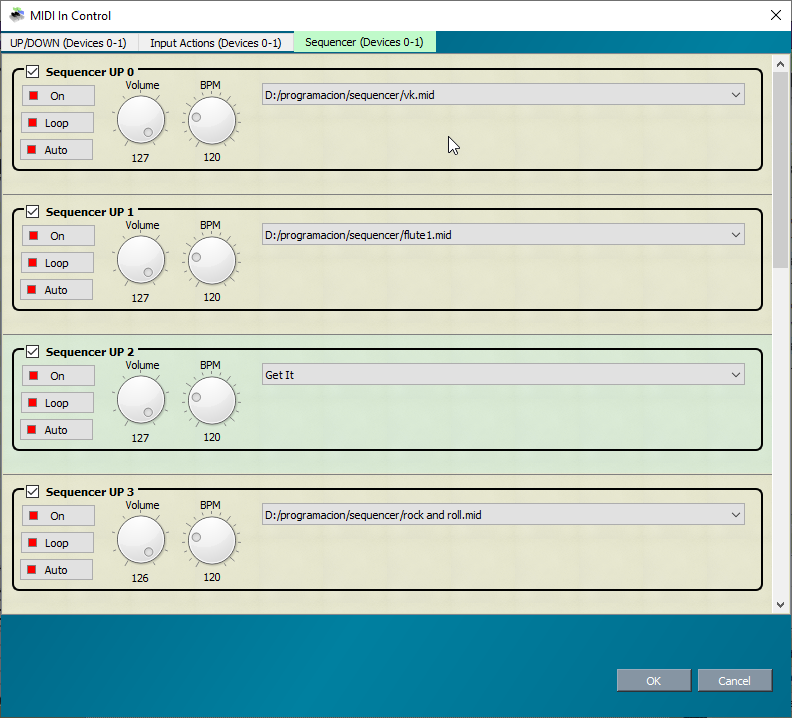 MIDI In Control
UP/DOWN (Devices 0-1) Input Actions (Devices 0-1) Sequencer (Devices 0-1)
Sequencer UP 0
Volume BPM
On
Loop
Auto
127 120
D:/programacion/sequencer/vk.mid
Sequencer UP 1
Volume BPM
On
Loop
Auto
127 120
D:/programacion/sequencer/flute1.mid
Sequencer UP 2
Volume BPM
On
Loop
Auto
127 120
Get It
Sequencer UP 3
Volume BPM
On
Loop
Auto
126 120
D:/programacion/sequencer/rock and roll.mid
OK Cancel